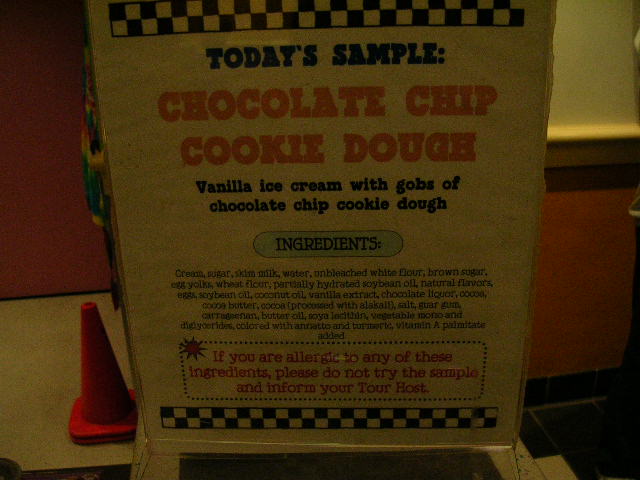 TODAY'S SAMPLE:
CHOCOLATE CHIP
COOKIE DOUGH
Vanilla ice cream with gobs of
chocolate chip cookie dough
INGREDIENTS:
Cream, sugar, skim milk, water, unbleached white flour, brown sugar,
egg yolks, wheat flour, partially hydrated soybean oil, natural flavors,
eggs, soybean oil, coconut oil, vanilla extract, chocolate liquor, cocoa,
cocoa butter, cocoa (processed with alakali), salt, guar gum,
carrageenan, butter oil, soya lecithin, vegetable mono and
diglycerides, colored with annatto and turmeric, vitamin A palmitate
added
If you are allergic to any of these
ingredients, please do not try the sample
and inform your Tour Host.